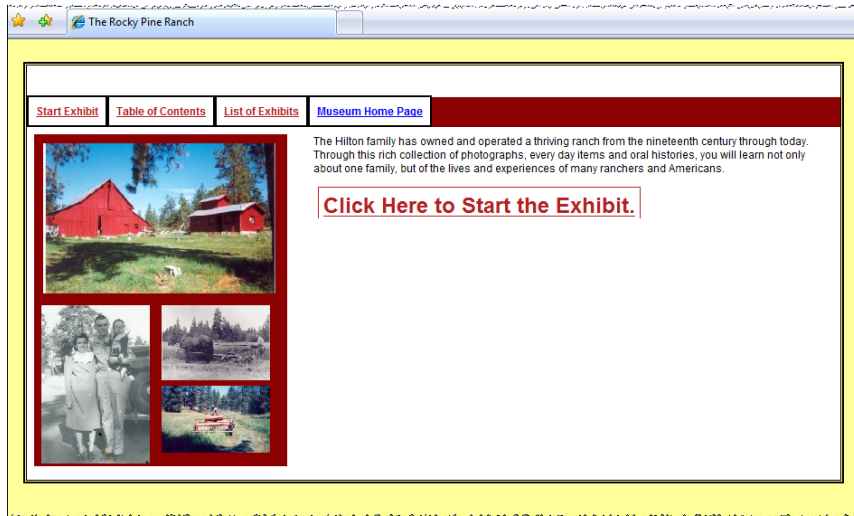 The Rocky Pine Ranch
Start Exhibit Table of Contents List of Exhibits Museum Home Page
The Hilton family has owned and operated a thriving ranch from the nineteenth century through today.
Through this rich collection of photographs, every day items and oral histories, you will learn not only
about one family, but of the lives and experiences of many ranchers and Americans.
Click Here to Start the Exhibit.